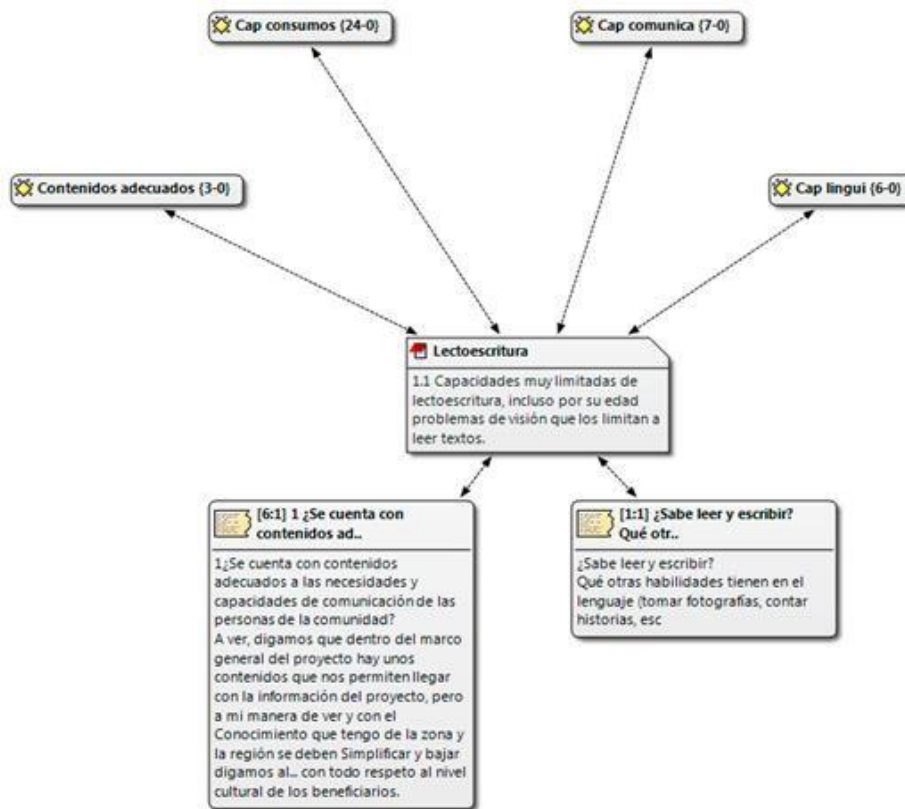 Cap consumos {24-0}
Cap comunica {7-0}
Contenidos adecuados {3-0}
Cap lingui {6-0}
Lectoescritura
1.1 Capacidades muy limitadas de
lectoescritura, incluso por su edad
problemas de visión que los limitan a
leer textos.
[6:1] 1 ¿Se cuenta con
contenidos ad..
1¿Se cuenta con contenidos
adecuados a las necesidades y
capacidades de comunicación de las
personas de la comunidad?
A ver, digamos que dentro del marco
general del proyecto hay unos
contenidos que nos permiten llegar
con la información del proyecto, pero
a mi manera de ver y con el
Conocimiento que tengo de la zona y
la región se deben Simplificar y bajar
digamos al... con todo respeto al nivel
cultural de los beneficiarios.
[1:1] ¿Sabe leer y escribir?
Qué otr..
¿Sabe leer y escribir?
Qué otras habilidades tienen en el
lenguaje (tomar fotografías, contar
historias, esc